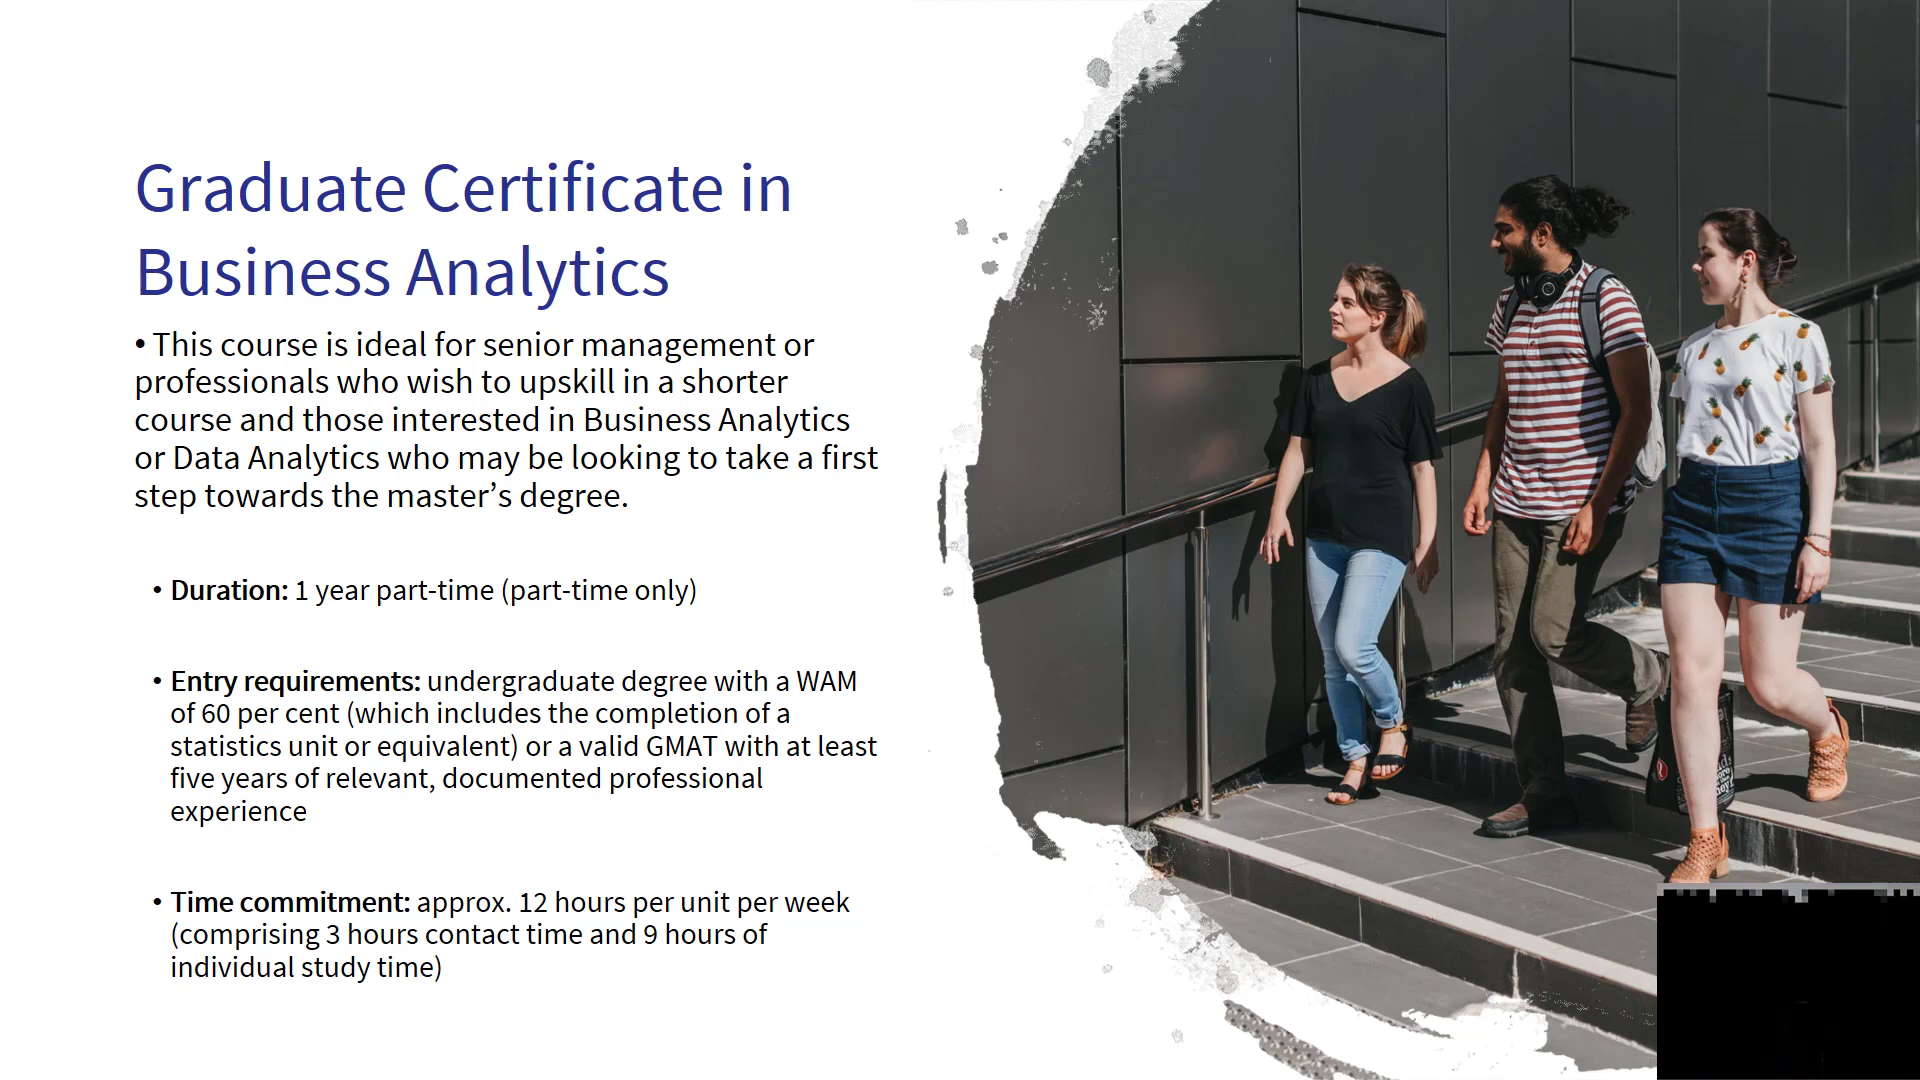 Graduate Certificate in
Business Analytics
• This course is ideal for senior management or
professionals who wish to upskill in a shorter
course and those interested in Business Analytics
or Data Analytics who may be looking to take a first
step towards the master’s degree.
• Duration: 1 year part-time (part-time only)
• Entry requirements: undergraduate degree with a WAM
of 60 per cent (which includes the completion of a
statistics unit or equivalent) or a valid GMAT with at least
five years of relevant, documented professional
experience
• Time commitment: approx. 12 hours per unit per week
(comprising 3 hours contact time and 9 hours of
individual study time)